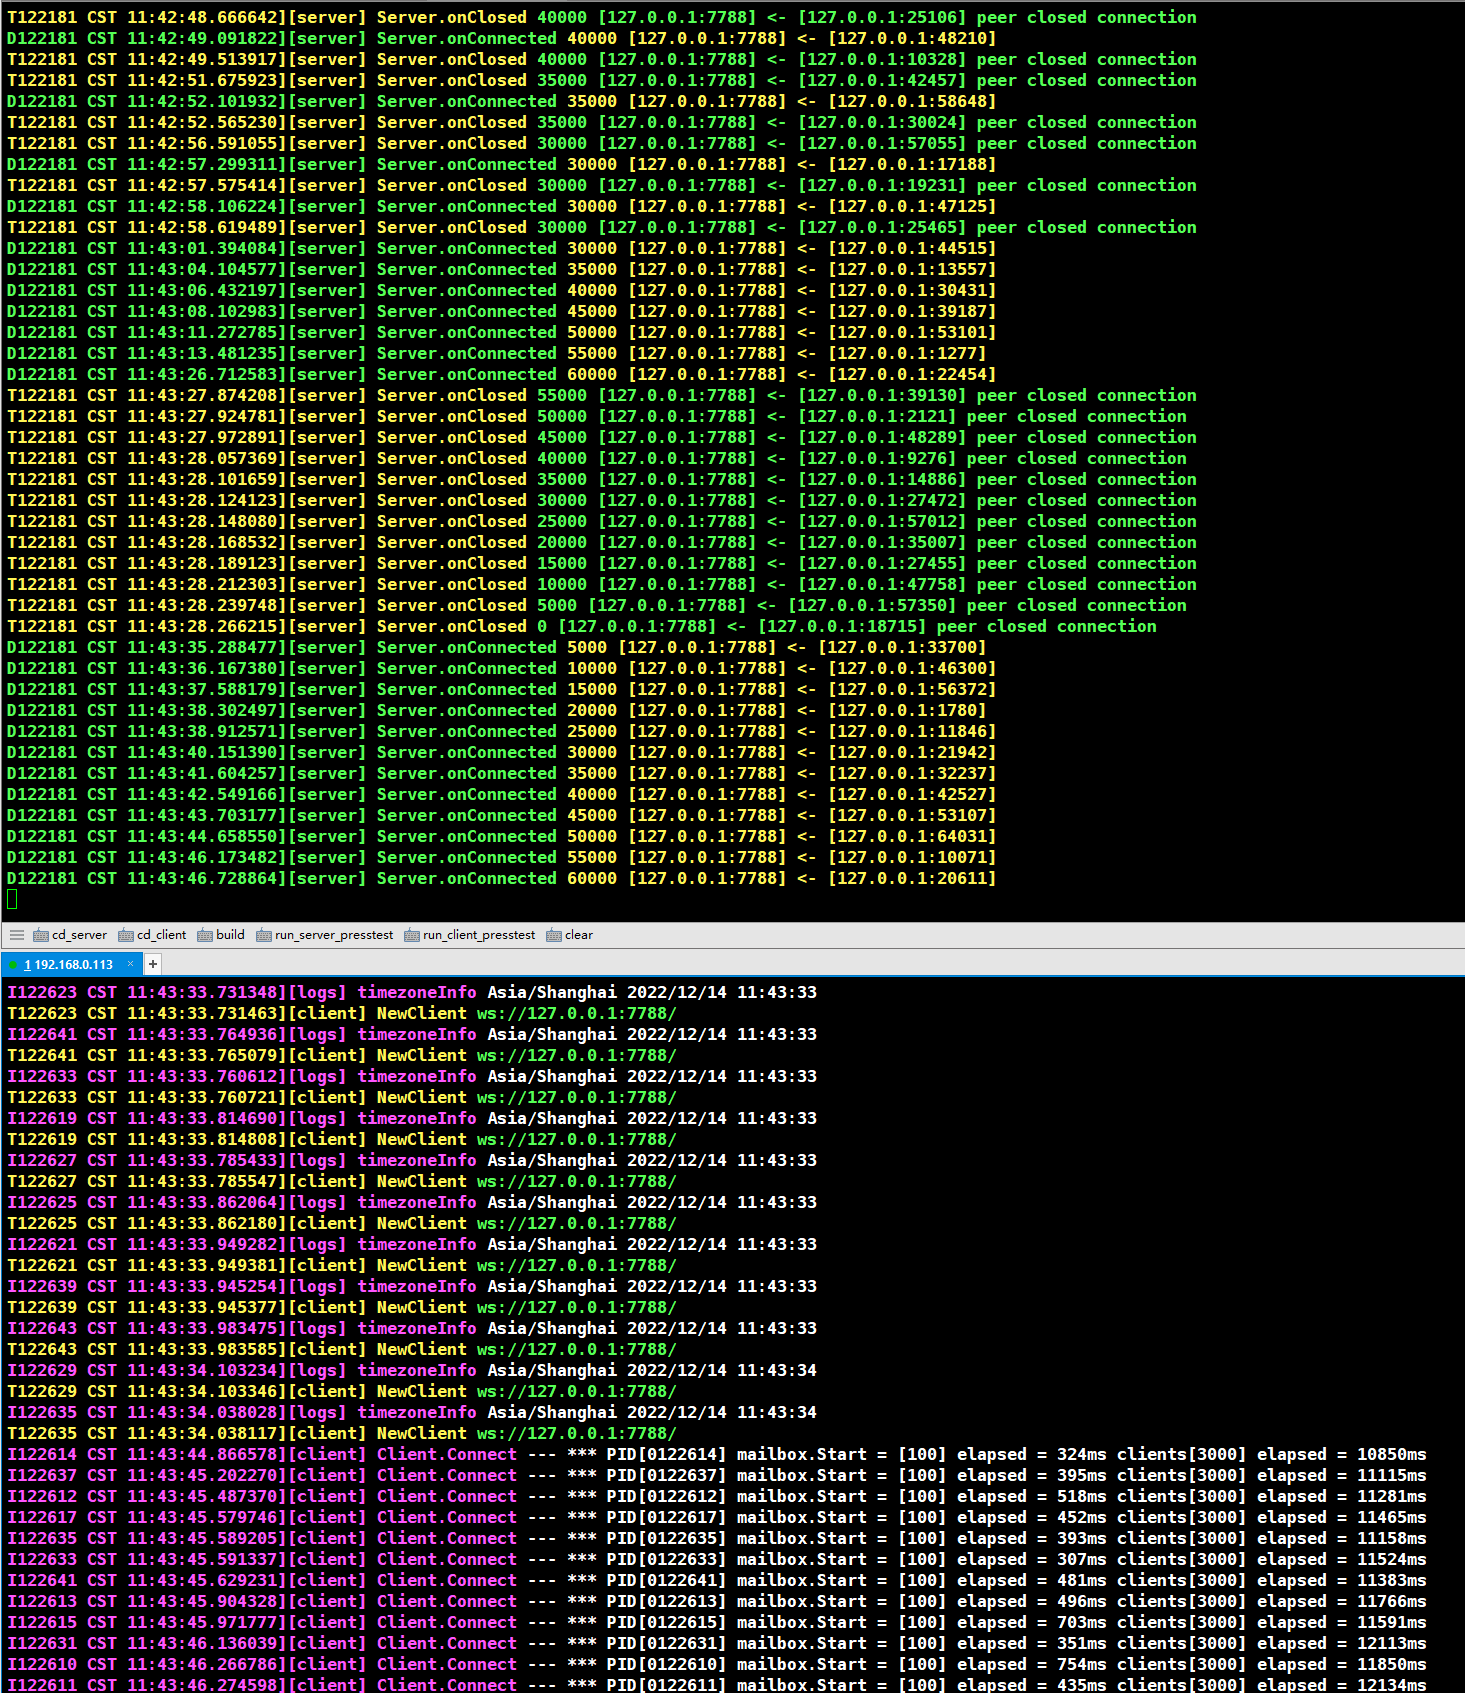 T122181 CST 11:42:48.666642][server] Server.onClosed 40000 [127.0.0.1:7788] <- [127.0.0.1:25106] peer closed connection
D122181 CST 11:42:49.091822][server] Server.onConnected 40000 [127.0.0.1:7788] <- [127.0.0.1:48210]
T122181 CST 11:42:49.513917][server] Server.onClosed 40000 [127.0.0.1:7788] <- [127.0.0.1:10328] peer closed connection
T122181 CST 11:42:51.675923][server] Server.onClosed 35000 [127.0.0.1:7788] <- [127.0.0.1:42457] peer closed connection
D122181 CST 11:42:52.101932][server] Server.onConnected 35000 [127.0.0.1:7788] <- [127.0.0.1:58648]
T122181 CST 11:42:52.565230][server] Server.onClosed 35000 [127.0.0.1:7788] <- [127.0.0.1:30024] peer closed connection
T122181 CST 11:42:56.591055][server] Server.onClosed 30000 [127.0.0.1:7788] <- [127.0.0.1:57055] peer closed connection
D122181 CST 11:42:57.299311][server] Server.onConnected 30000 [127.0.0.1:7788] <- [127.0.0.1:17188]
T122181 CST 11:42:57.575414][server] Server.onClosed 30000 [127.0.0.1:7788] <- [127.0.0.1:19231] peer closed connection
D122181 CST 11:42:58.106224][server] Server.onConnected 30000 [127.0.0.1:7788] <- [127.0.0.1:47125]
T122181 CST 11:42:58.619489][server] Server.onClosed 30000 [127.0.0.1:7788] <- [127.0.0.1:25465] peer closed connection
D122181 CST 11:43:01.394084][server] Server.onConnected 30000 [127.0.0.1:7788] <- [127.0.0.1:44515]
D122181 CST 11:43:04.104577][server] Server.onConnected 35000 [127.0.0.1:7788] <- [127.0.0.1:13557]
D122181 CST 11:43:06.432197][server] Server.onConnected 40000 [127.0.0.1:7788] <- [127.0.0.1:30431]
D122181 CST 11:43:08.102983][server] Server.onConnected 45000 [127.0.0.1:7788] <- [127.0.0.1:39187]
D122181 CST 11:43:11.272785][server] Server.onConnected 50000 [127.0.0.1:7788] <- [127.0.0.1:53101]
D122181 CST 11:43:13.481235][server] Server.onConnected 55000 [127.0.0.1:7788] <- [127.0.0.1:1277]
D122181 CST 11:43:26.712583][server] Server.onConnected 60000 [127.0.0.1:7788] <- [127.0.0.1:22454]
T122181 CST 11:43:27.874208][server] Server.onClosed 55000 [127.0.0.1:7788] <- [127.0.0.1:39130] peer closed connection
T122181 CST 11:43:27.924781][server] Server.onClosed 50000 [127.0.0.1:7788] <- [127.0.0.1:2121] peer closed connection
T122181 CST 11:43:27.972891][server] Server.onClosed 45000 [127.0.0.1:7788] <- [127.0.0.1:48289] peer closed connection
T122181 CST 11:43:28.057369][server] Server.onClosed 40000 [127.0.0.1:7788] <- [127.0.0.1:9276] peer closed connection
T122181 CST 11:43:28.101659][server] Server.onClosed 35000 [127.0.0.1:7788] <- [127.0.0.1:14886] peer closed connection
T122181 CST 11:43:28.124123][server] Server.onClosed 30000 [127.0.0.1:7788] <- [127.0.0.1:27472] peer closed connection
T122181 CST 11:43:28.148080][server] Server.onClosed 25000 [127.0.0.1:7788] <- [127.0.0.1:57012] peer closed connection
T122181 CST 11:43:28.168532][server] Server.onClosed 20000 [127.0.0.1:7788] <- [127.0.0.1:35007] peer closed connection
T122181 CST 11:43:28.189123][server] Server.onClosed 15000 [127.0.0.1:7788] <- [127.0.0.1:27455] peer closed connection
T122181 CST 11:43:28.212303][server] Server.onClosed 10000 [127.0.0.1:7788] <- [127.0.0.1:47758] peer closed connection
T122181 CST 11:43:28.239748][server] Server.onClosed 5000 [127.0.0.1:7788] <- [127.0.0.1:57350] peer closed connection
T122181 CST 11:43:28.266215][server] Server.onClosed 0 [127.0.0.1:7788] <- [127.0.0.1:18715] peer closed connection
D122181 CST 11:43:35.288477][server] Server.onConnected 5000 [127.0.0.1:7788] <- [127.0.0.1:33700]
D122181 CST 11:43:36.167380][server] Server.onConnected 10000 [127.0.0.1:7788] <- [127.0.0.1:46300]
D122181 CST 11:43:37.588179][server] Server.onConnected 15000 [127.0.0.1:7788] <- [127.0.0.1:56372]
D122181 CST 11:43:38.302497][server] Server.onConnected 20000 [127.0.0.1:7788] <- [127.0.0.1:1780]
D122181 CST 11:43:38.912571][server] Server.onConnected 25000 [127.0.0.1:7788] <- [127.0.0.1:11846]
D122181 CST 11:43:40.151390][server] Server.onConnected 30000 [127.0.0.1:7788] <- [127.0.0.1:21942]
D122181 CST 11:43:41.604257][server] Server.onConnected 35000 [127.0.0.1:7788] <- [127.0.0.1:32237]
D122181 CST 11:43:42.549166][server] Server.onConnected 40000 [127.0.0.1:7788] <- [127.0.0.1:42527]
D122181 CST 11:43:43.703177][server] Server.onConnected 45000 [127.0.0.1:7788] <- [127.0.0.1:53107]
D122181 CST 11:43:44.658550][server] Server.onConnected 50000 [127.0.0.1:7788] <- [127.0.0.1:64031]
D122181 CST 11:43:46.173482][server] Server.onConnected 55000 [127.0.0.1:7788] <- [127.0.0.1:10071]
D122181 CST 11:43:46.728864][server] Server.onConnected 60000 [127.0.0.1:7788] <- [127.0.0.1:20611]
cd_server cd_client build run_server_presstest run_client_presstest clear
1 192.168.0.113 × +
I122623 CST 11:43:33.731348][logs] timezoneInfo Asia/Shanghai 2022/12/14 11:43:33
T122623 CST 11:43:33.731463][client] NewClient ws://127.0.0.1:7788/
I122641 CST 11:43:33.764936][logs] timezoneInfo Asia/Shanghai 2022/12/14 11:43:33
T122641 CST 11:43:33.765079][client] NewClient ws://127.0.0.1:7788/
I122633 CST 11:43:33.760612][logs] timezoneInfo Asia/Shanghai 2022/12/14 11:43:33
T122633 CST 11:43:33.760721][client] NewClient ws://127.0.0.1:7788/
I122619 CST 11:43:33.814690][logs] timezoneInfo Asia/Shanghai 2022/12/14 11:43:33
T122619 CST 11:43:33.814808][client] NewClient ws://127.0.0.1:7788/
I122627 CST 11:43:33.785433][logs] timezoneInfo Asia/Shanghai 2022/12/14 11:43:33
T122627 CST 11:43:33.785547][client] NewClient ws://127.0.0.1:7788/
I122625 CST 11:43:33.862064][logs] timezoneInfo Asia/Shanghai 2022/12/14 11:43:33
T122625 CST 11:43:33.862180][client] NewClient ws://127.0.0.1:7788/
I122621 CST 11:43:33.949282][logs] timezoneInfo Asia/Shanghai 2022/12/14 11:43:33
T122621 CST 11:43:33.949381][client] NewClient ws://127.0.0.1:7788/
I122639 CST 11:43:33.945254][logs] timezoneInfo Asia/Shanghai 2022/12/14 11:43:33
T122639 CST 11:43:33.945377][client] NewClient ws://127.0.0.1:7788/
I122643 CST 11:43:33.983475][logs] timezoneInfo Asia/Shanghai 2022/12/14 11:43:33
T122643 CST 11:43:33.983585][client] NewClient ws://127.0.0.1:7788/
I122629 CST 11:43:34.103234][logs] timezoneInfo Asia/Shanghai 2022/12/14 11:43:34
T122629 CST 11:43:34.103346][client] NewClient ws://127.0.0.1:7788/
I122635 CST 11:43:34.038028][logs] timezoneInfo Asia/Shanghai 2022/12/14 11:43:34
T122635 CST 11:43:34.038117][client] NewClient ws://127.0.0.1:7788/
I122614 CST 11:43:44.866578][client] Client.Connect --- *** PID[0122614] mailbox.Start = [100] elapsed = 324ms clients[3000] elapsed = 10850ms
I122637 CST 11:43:45.202270][client] Client.Connect --- *** PID[0122637] mailbox.Start = [100] elapsed = 395ms clients[3000] elapsed = 11115ms
I122612 CST 11:43:45.487370][client] Client.Connect --- *** PID[0122612] mailbox.Start = [100] elapsed = 518ms clients[3000] elapsed = 11281ms
I122617 CST 11:43:45.579746][client] Client.Connect --- *** PID[0122617] mailbox.Start = [100] elapsed = 452ms clients[3000] elapsed = 11465ms
I122635 CST 11:43:45.589205][client] Client.Connect --- *** PID[0122635] mailbox.Start = [100] elapsed = 393ms clients[3000] elapsed = 11158ms
I122633 CST 11:43:45.591337][client] Client.Connect --- *** PID[0122633] mailbox.Start = [100] elapsed = 307ms clients[3000] elapsed = 11524ms
I122641 CST 11:43:45.629231][client] Client.Connect --- *** PID[0122641] mailbox.Start = [100] elapsed = 481ms clients[3000] elapsed = 11383ms
I122613 CST 11:43:45.904328][client] Client.Connect --- *** PID[0122613] mailbox.Start = [100] elapsed = 496ms clients[3000] elapsed = 11766ms
I122615 CST 11:43:45.971777][client] Client.Connect --- *** PID[0122615] mailbox.Start = [100] elapsed = 703ms clients[3000] elapsed = 11591ms
I122631 CST 11:43:46.136039][client] Client.Connect --- *** PID[0122631] mailbox.Start = [100] elapsed = 351ms clients[3000] elapsed = 12113ms
I122610 CST 11:43:46.266786][client] Client.Connect --- *** PID[0122610] mailbox.Start = [100] elapsed = 754ms clients[3000] elapsed = 11850ms
I122611 CST 11:43:46.274598][client] Client.Connect --- *** PID[0122611] mailbox.Start = [100] elapsed = 435ms clients[3000] elapsed = 12134ms